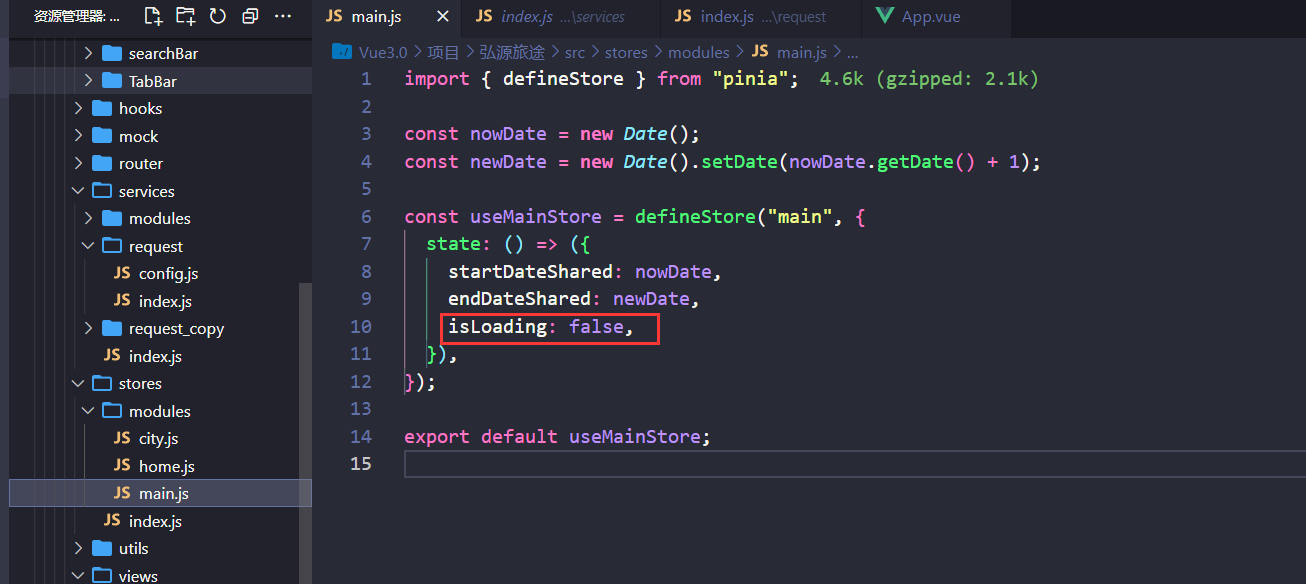 资源管理器: ...
searchBar
TabBar
hooks
mock
router
services
modules
request
JS config.js
JS index.js
request_copy
JS index.js
stores
modules
JS city.js
JS home.js
JS main.js
JS index.js
utils
views
JS main.js
JS index.js ...\services
JS index.js ...\request
App.vue
Vue3.0 > 项目 > 弘源旅途 > src > stores > modules > JS main.js > ...
1 import { defineStore } from "pinia"; 4.6k (gzipped: 2.1k)
2
3 const nowDate = new Date();
4 const newDate = new Date().setDate(nowDate.getDate() + 1);
5
6 const useMainStore = defineStore("main", {
7 state: () => ({
8 startDateShared: nowDate,
9 endDateShared: newDate,
10 isLoading: false,
11 }),
12 });
13
14 export default useMainStore;
15